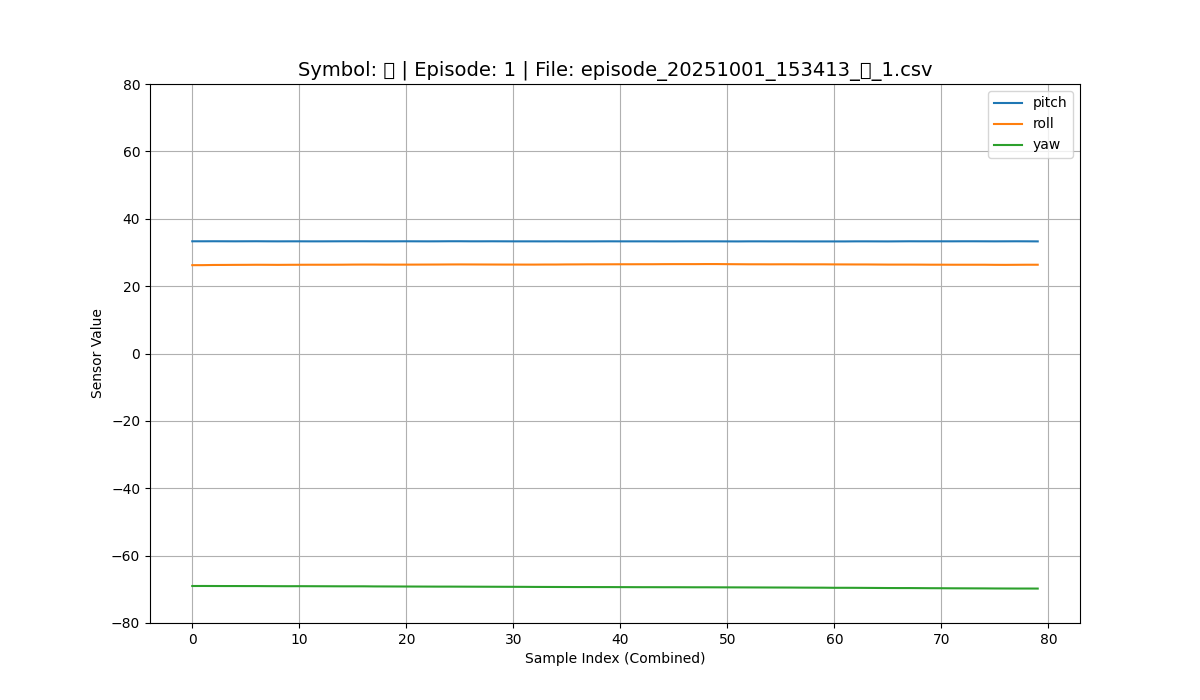 Symbol: ▯ | Episode: 1 | File: episode_20251001_153413_▯_1.csv
80
60
40
20
0
−20
−40
−60
−80
Sensor Value
pitch
roll
yaw
0 10 20 30 40 50 60 70 80
Sample Index (Combined)